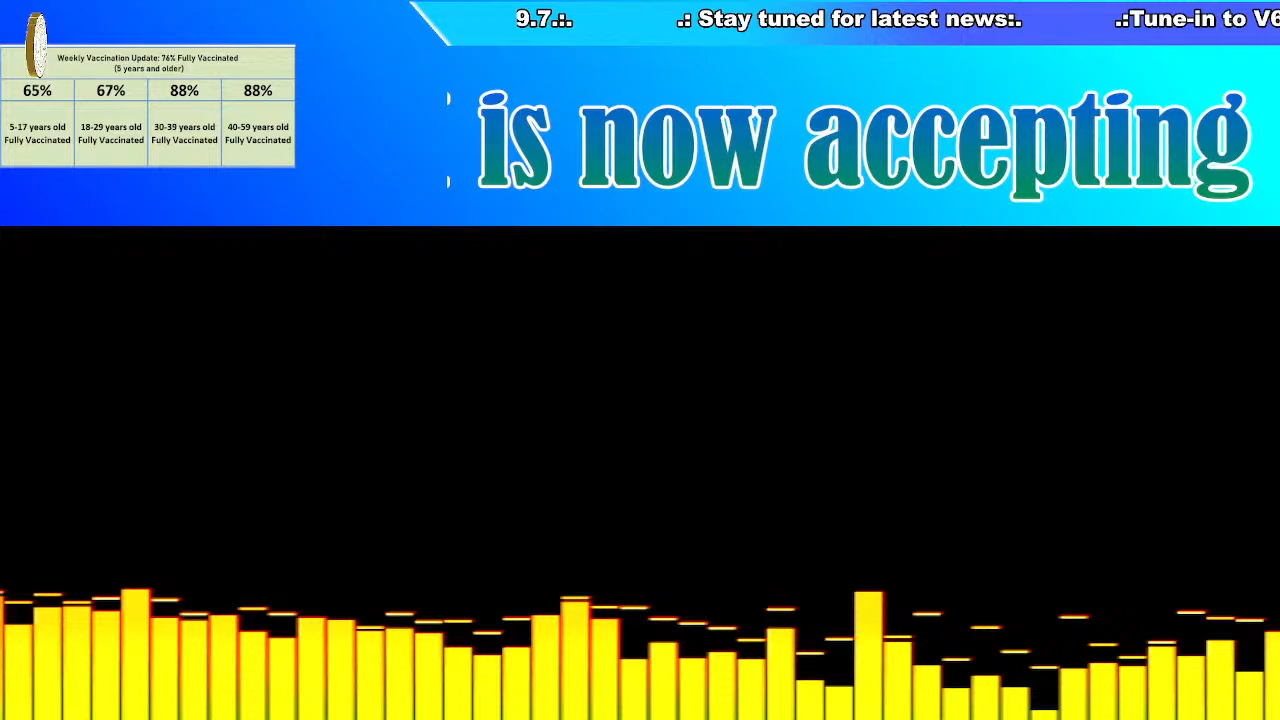 9.7.:. .: Stay tuned for latest news:. .:Tune-in to V6
Weekly Vaccination Update: 76% Fully Vaccinated
(5 years and older)
65% 67% 88% 88%
5-17 years old 18-29 years old 30-39 years old 40-59 years old
Fully Vaccinated Fully Vaccinated Fully Vaccinated Fully Vaccinated
is now accepting